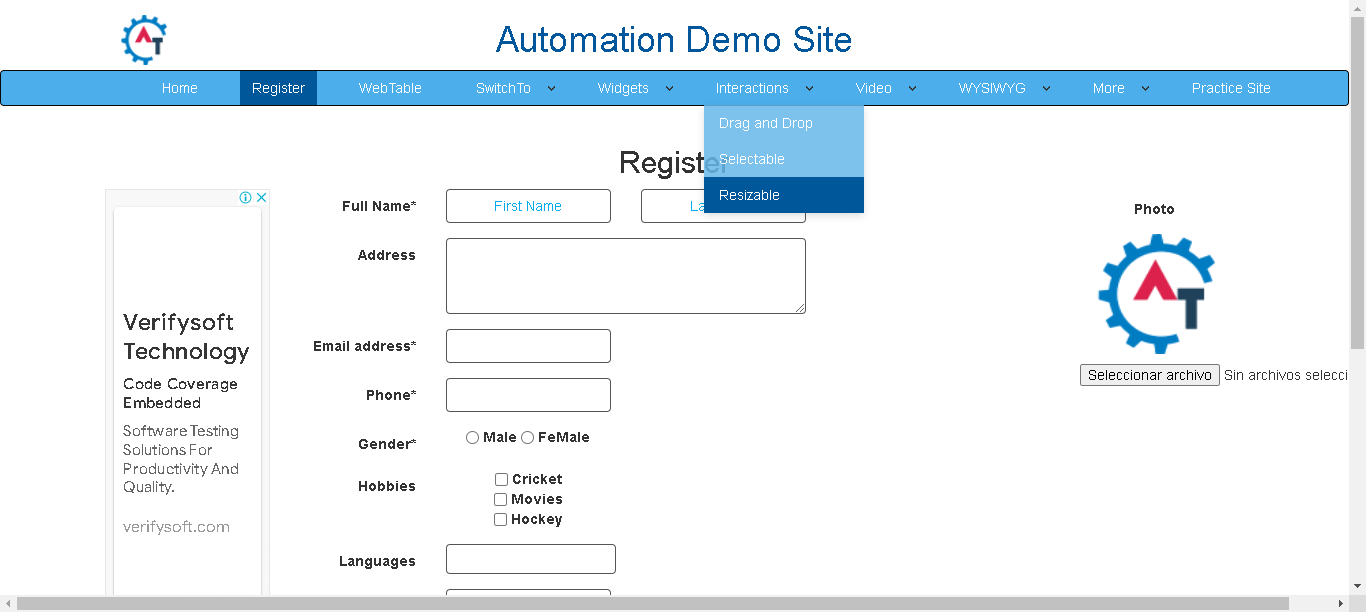 Automation Demo Site
Home Register WebTable SwitchTo Widgets Interactions Video WYSIWYG More Practice Site
Drag and Drop
Selectable
Resizable
Register
Full Name* First Name La
Address
Email address*
Phone*
Gender* Male FeMale
Hobbies Cricket
Movies
Hockey
Languages
Photo
Seleccionar archivo Sin archivos selecci
Verifysoft
Technology
Code Coverage
Embedded
Software Testing
Solutions For
Productivity And
Quality.
verifysoft.com